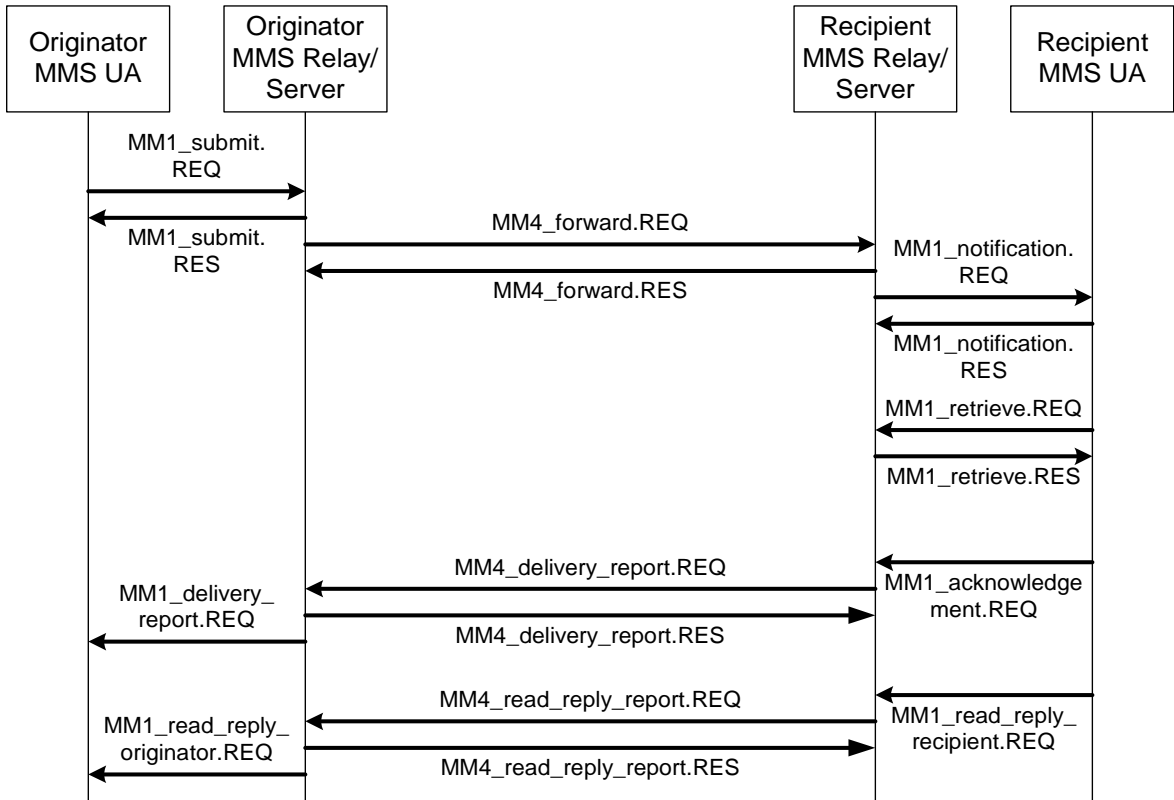 Originator
MMS UA
Originator
MMS Relay/
Server
Recipient
MMS Relay/
Server
Recipient
MMS UA
MM1_submit.
REQ
MM1_submit.
RES
MM4_forward.REQ
MM4_forward.RES
MM1_notification.
REQ
MM1_notification.
RES
MM1_retrieve.REQ
MM1_retrieve.RES
MM1_acknowledge
ment.REQ
MM4_delivery_report.REQ
MM4_delivery_report.RES
MM1_delivery_
report.REQ
MM1_read_reply_
recipient.REQ
MM4_read_reply_report.REQ
MM4_read_reply_report.RES
MM1_read_reply_
originator.REQ